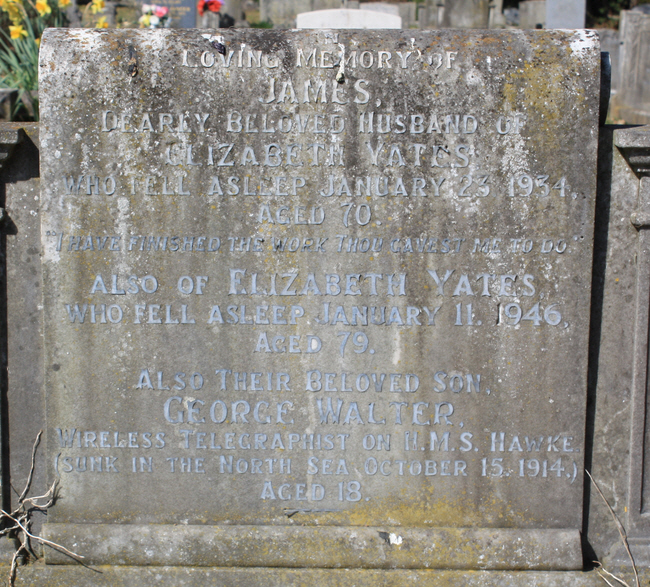 LOVING MEMORY OF
JAMES,
DEARLY BELOVED HUSBAND OF
ELIZABETH YATES
WHO FELL ASLEEP JANUARY 23. 1934,
AGED 70.
"I HAVE FINISHED THE WORK THOU GAVEST ME TO DO"
ALSO OF ELIZABETH YATES
WHO FELL ASLEEP JANUARY 11. 1946,
AGED 79.
ALSO THEIR BELOVED SON,
GEORGE WALTER,
WIRELESS TELEGRAPHIST ON H.M.S. HAWKE
(SUNK IN THE NORTH SEA, OCTOBER 15. 1914.)
AGED 18.